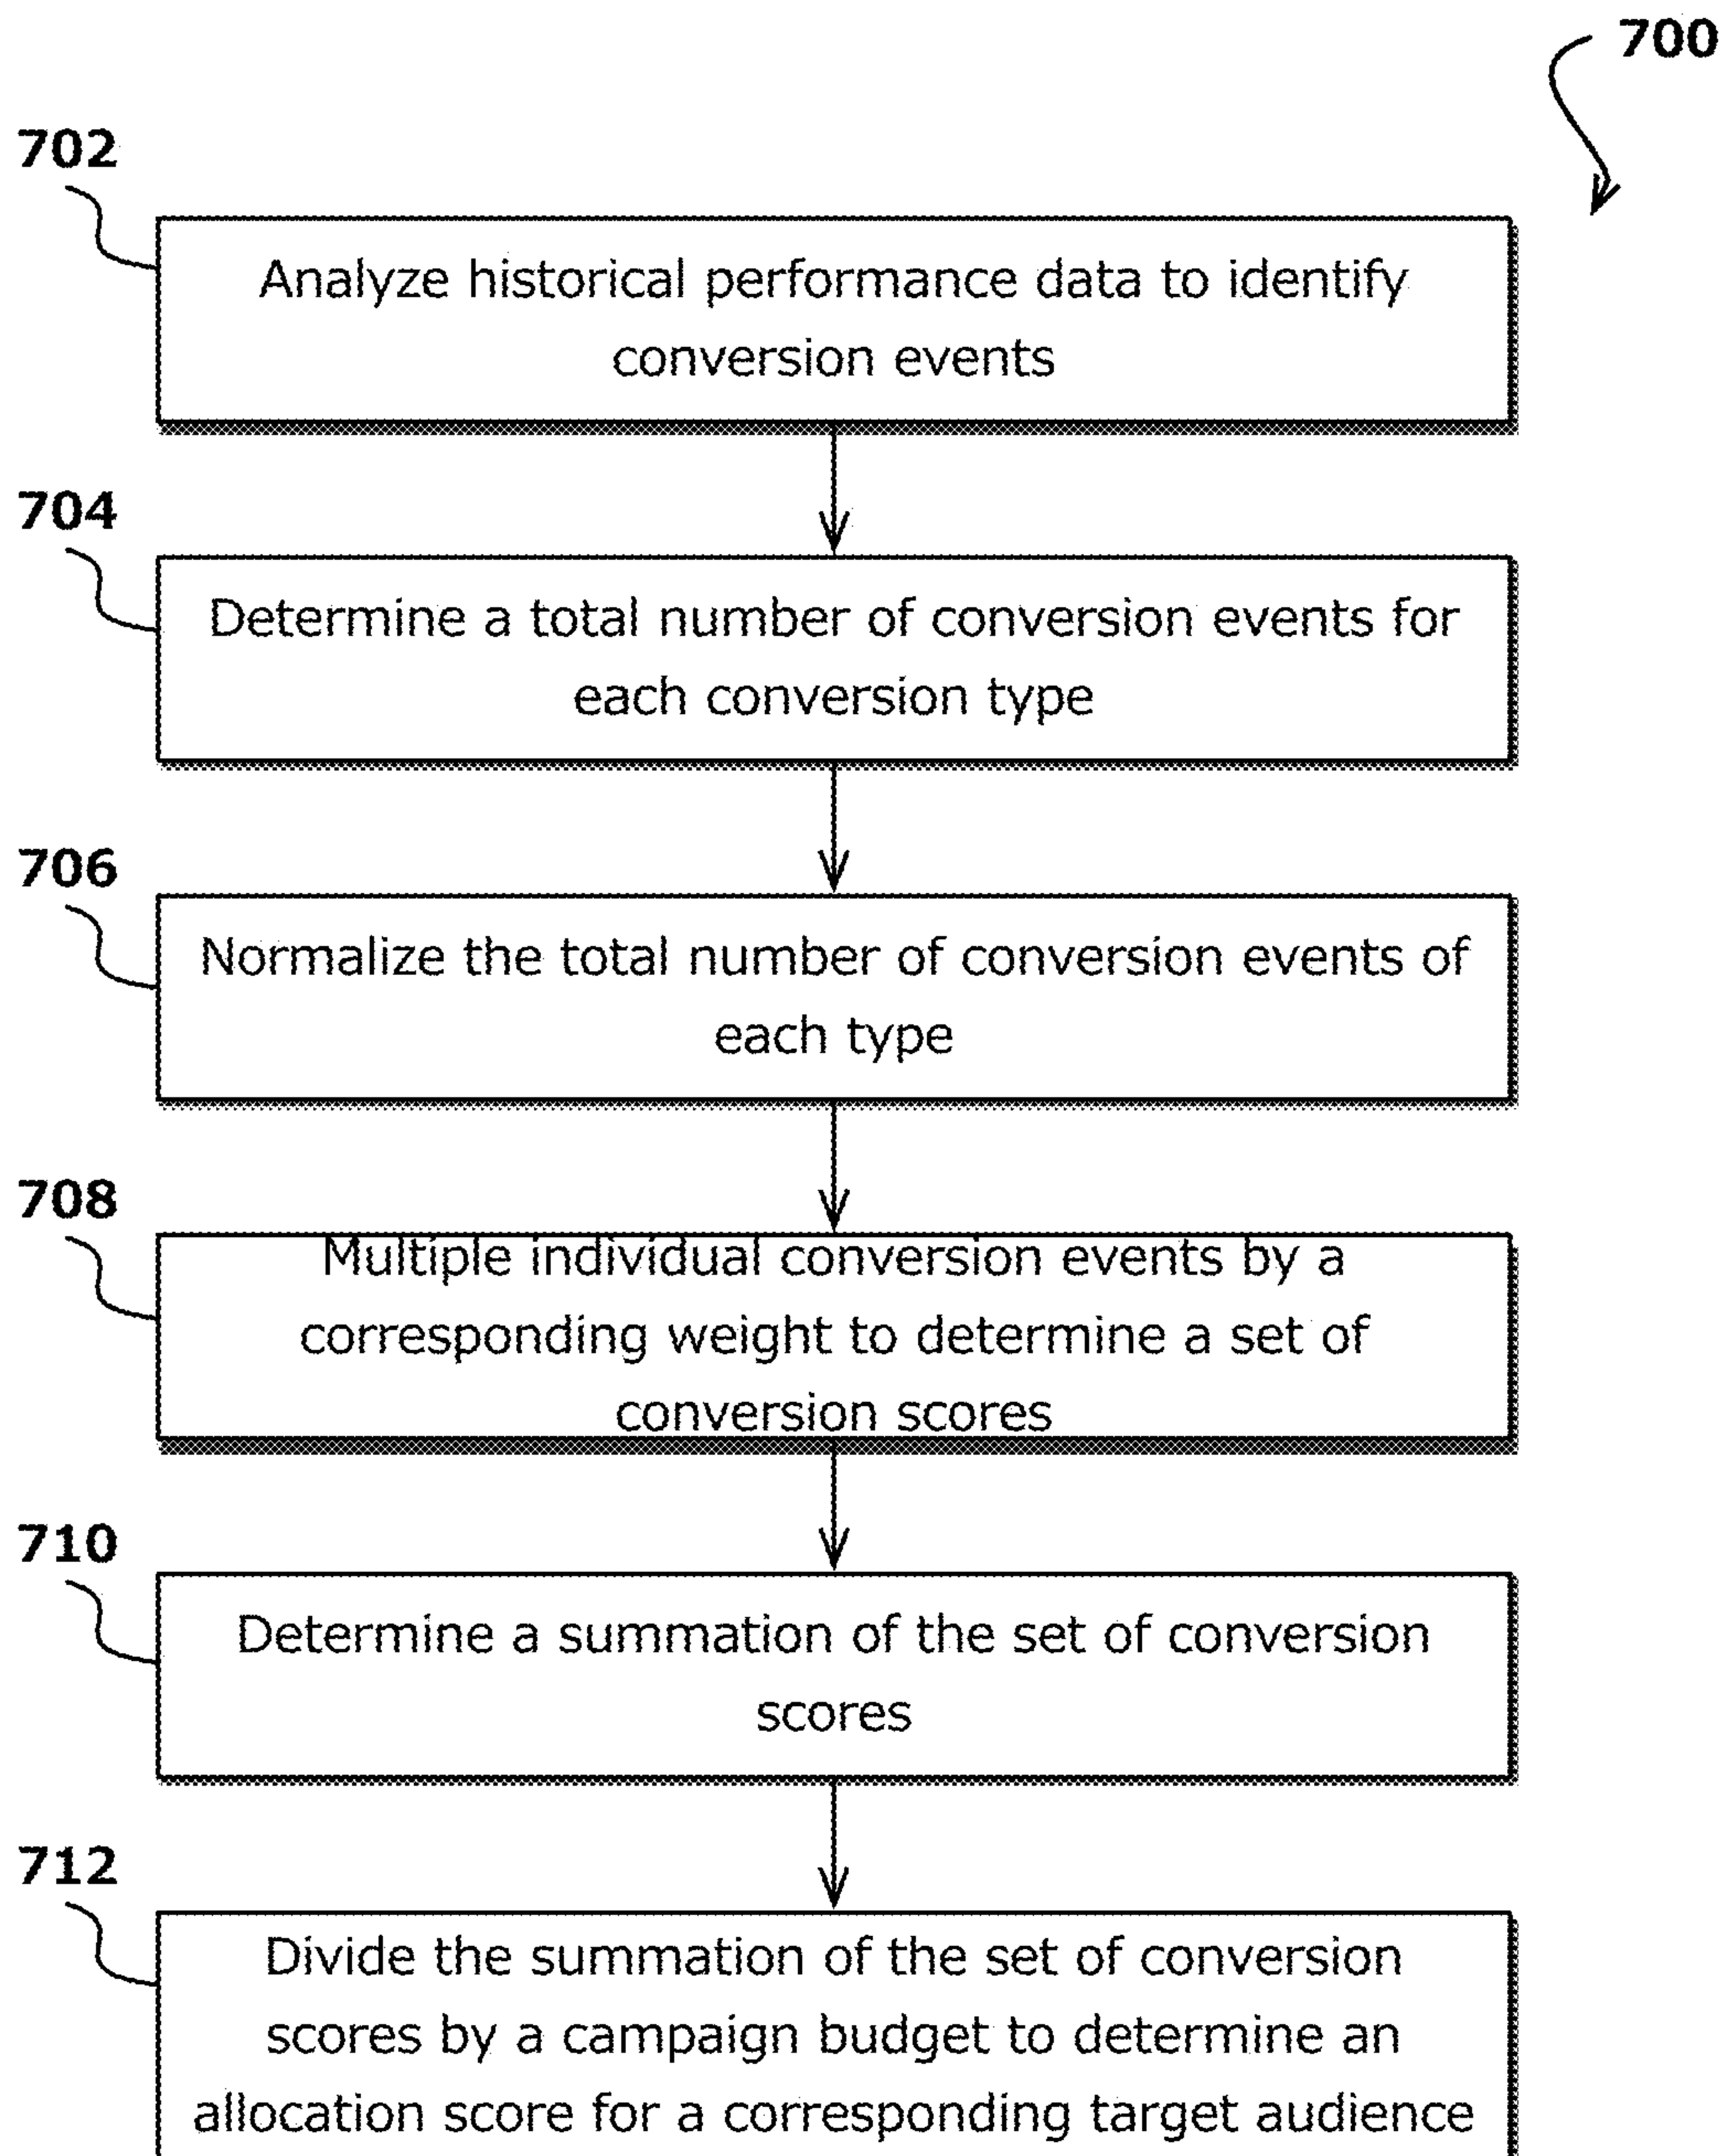 700
702
Analyze historical performance data to identify
conversion events
704
Determine a total number of conversion events for
each conversion type
706
Normalize the total number of conversion events of
each type
708
Multiple individual conversion events by a
corresponding weight to determine a set of
conversion scores
710
Determine a summation of the set of conversion
scores
712
Divide the summation of the set of conversion
scores by a campaign budget to determine an
allocation score for a corresponding target audience